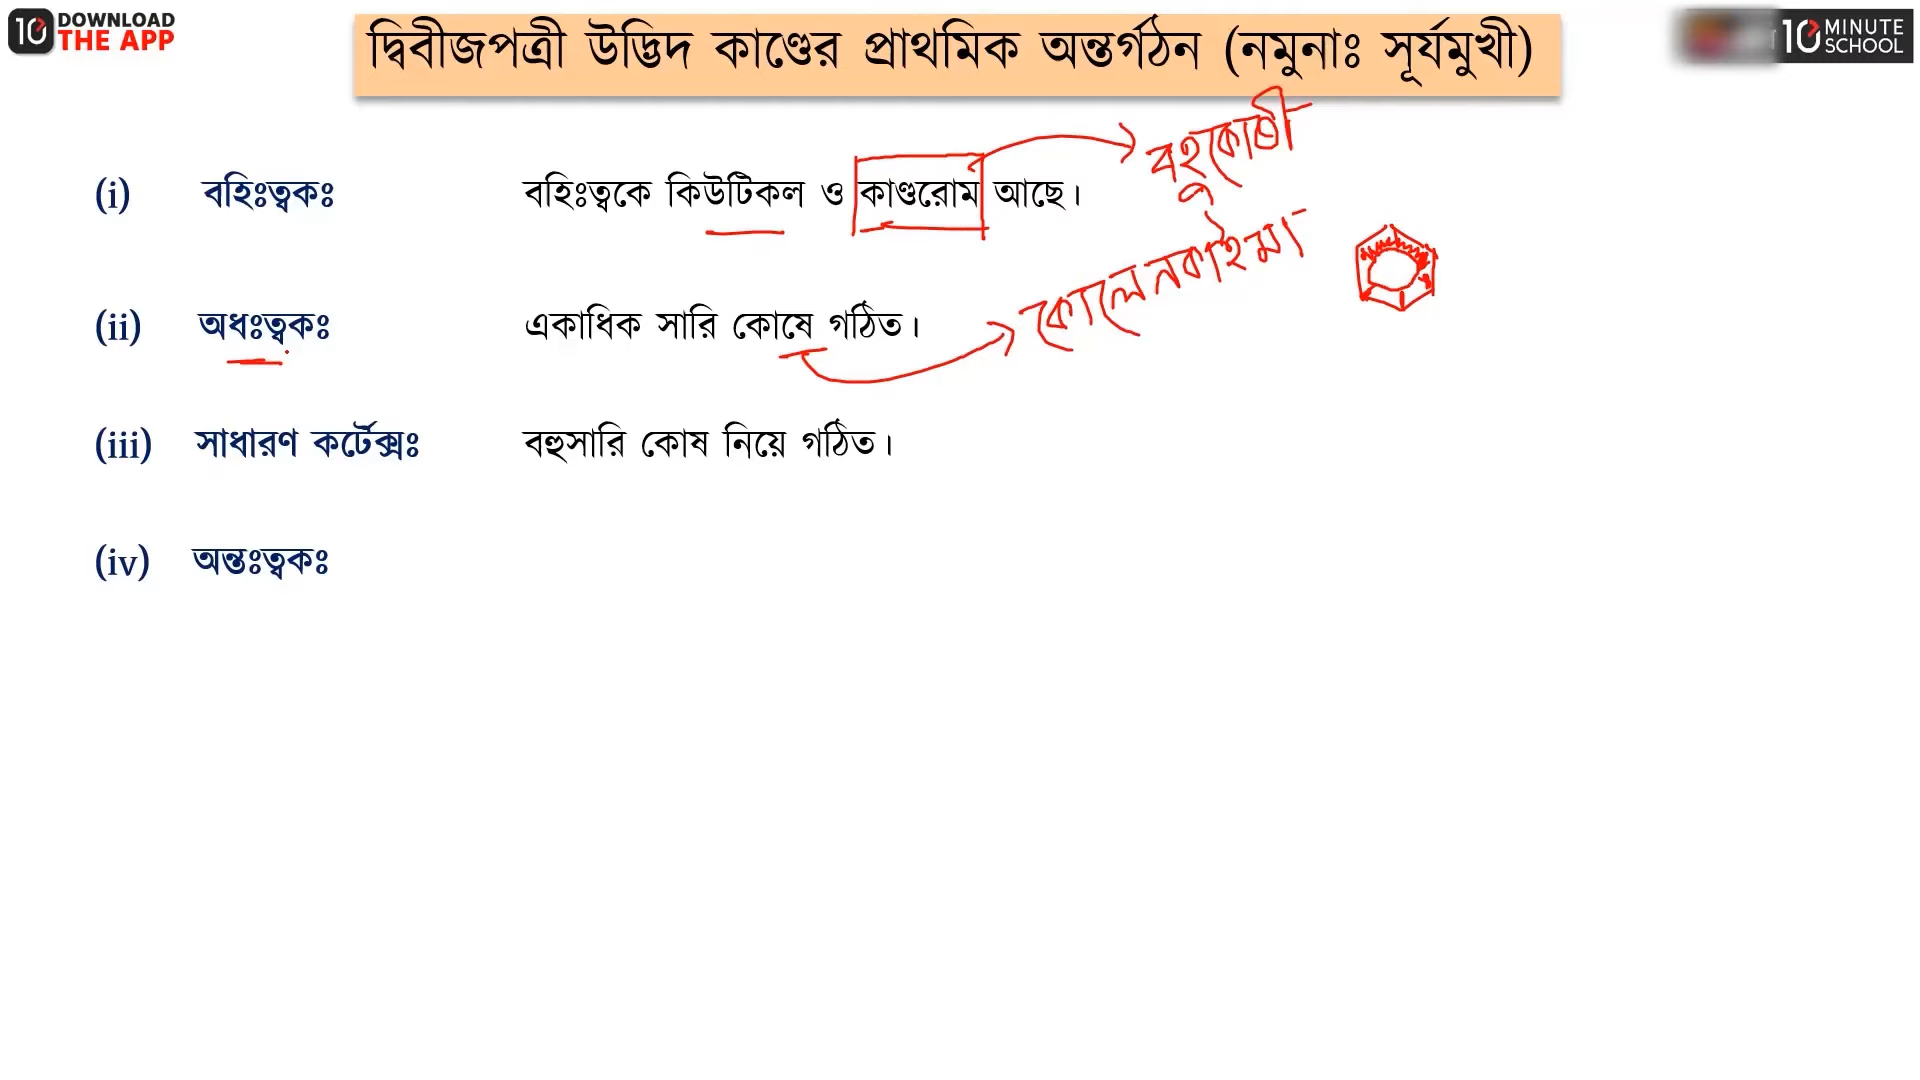 10 DOWNLOAD THE APP
দ্বিবীজপত্রী উদ্ভিদ কাণ্ডের প্রাথমিক অন্তর্গঠন (নমুনাঃ সূর্যমুখী)
10 MINUTE SCHOOL
বহুকোষী
(i) বহিঃত্বকঃ বহিঃত্বকে কিউটিকল ও কাণ্ডরোম আছে।
কোলেনকাইমা
(ii) অধঃত্বকঃ একাধিক সারি কোষে গঠিত।
(iii) সাধারণ কর্টেক্সঃ বহুসারি কোষ নিয়ে গঠিত।
(iv) অন্তঃত্বকঃ